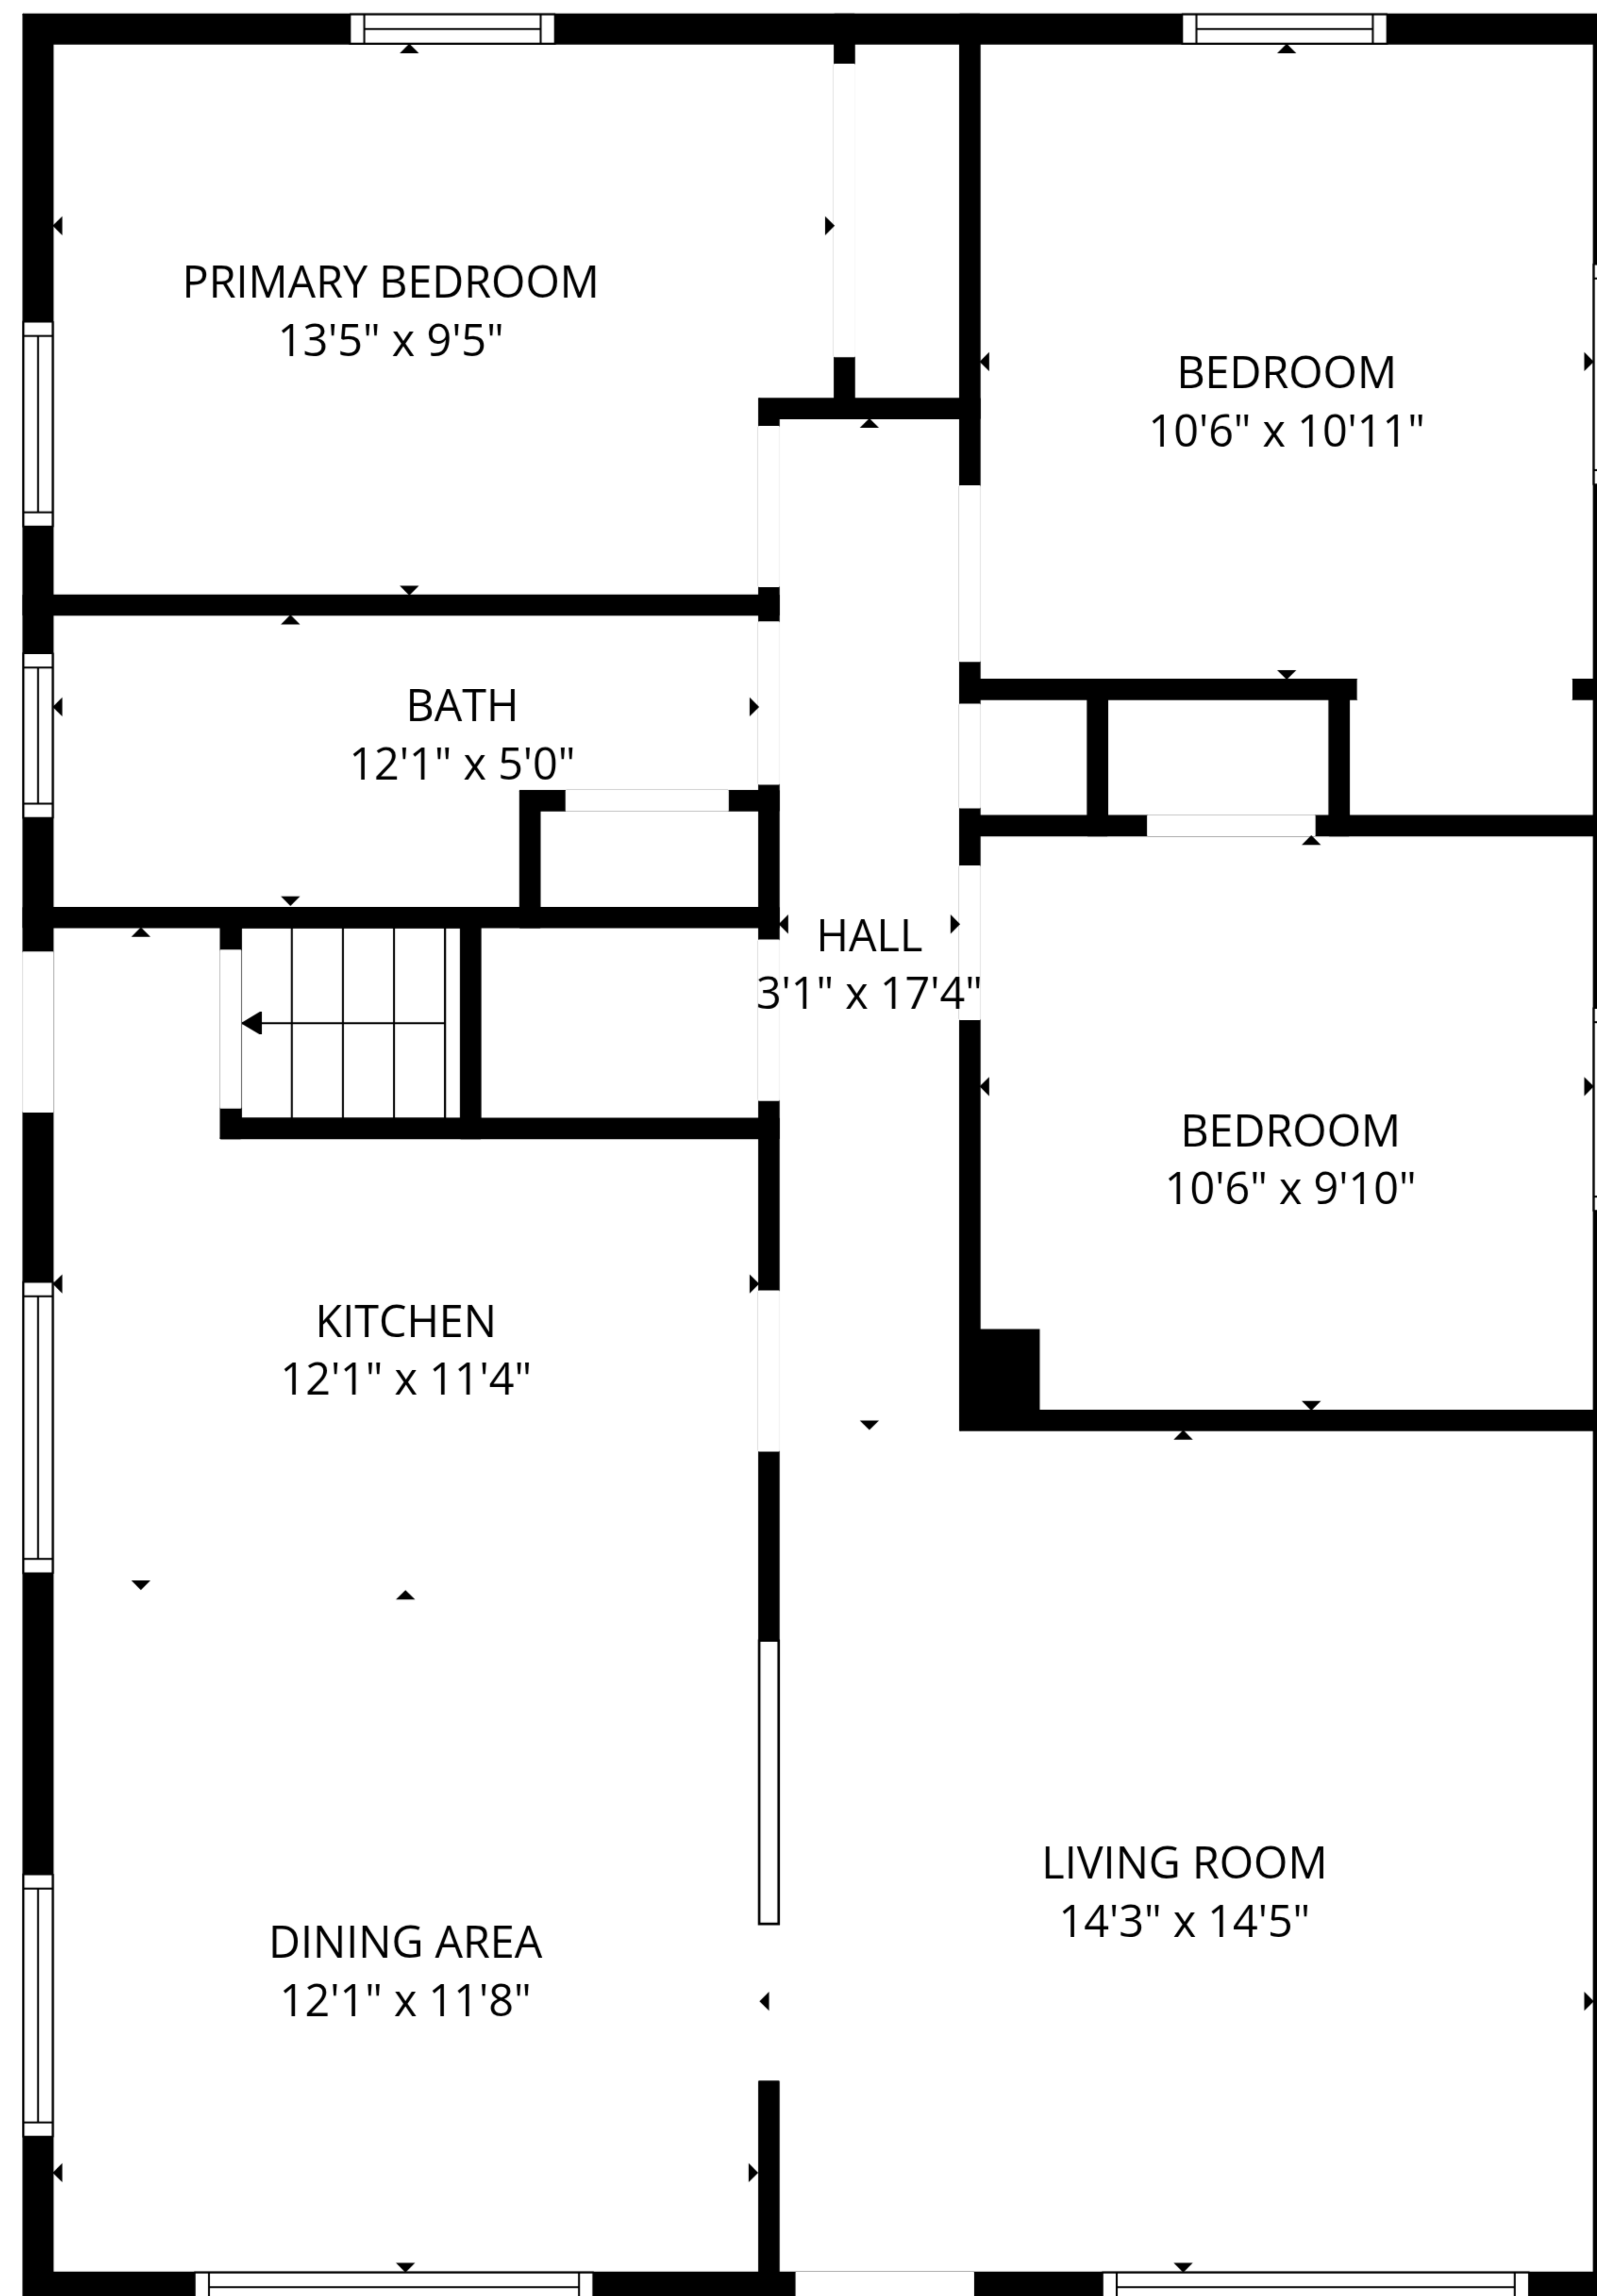 PRIMARY BEDROOM
13'5" x 9'5"
BEDROOM
10'6" x 10'11"
BATH
12'1" x 5'0"
HALL
3'1" x 17'4"
BEDROOM
10'6" x 9'10"
KITCHEN
12'1" x 11'4"
LIVING ROOM
14'3" x 14'5"
DINING AREA
12'1" x 11'8"